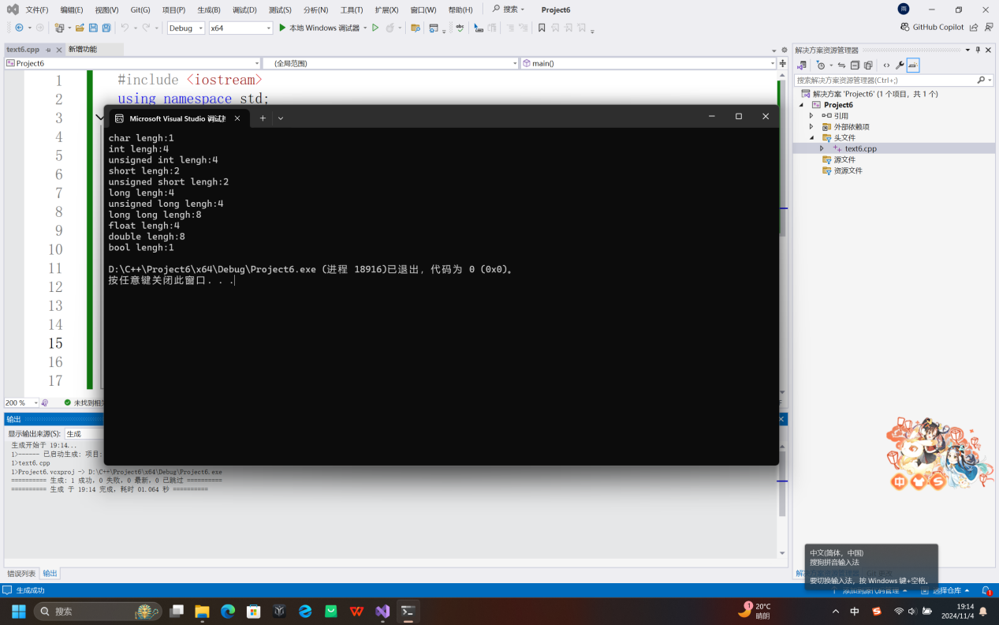 文件(F) 编辑(E) 视图(V) Git(G) 项目(P) 生成(B) 调试(D) 测试(S) 分析(N) 工具(T) 扩展(X) 窗口(W) 帮助(H) 搜索 Project6
Debug x64 本地 Windows 调试器 GitHub Copilot
text6.cpp 新增功能
Project6 (全局范围) main()
1 #include <iostream>
2 using namespace std;
3
4
5
6
7
8
9
10
11
12
13
14
15
16
17
Microsoft Visual Studio 调试
char lengh:1
int lengh:4
unsigned int lengh:4
short lengh:2
unsigned short lengh:2
long lengh:4
unsigned long lengh:4
long long lengh:8
float lengh:4
double lengh:8
bool lengh:1
D:\C++\Project6\x64\Debug\Project6.exe (进程 18916)已退出，代码为 0 (0x0)。
按任意键关闭此窗口. . .
200 % 未找到相
输出
显示输出来源(S): 生成
生成开始于 19:14...
1>------ 已启动生成: 项目:
1>text6.cpp
1>Project6.vcxproj -> D:\C++\Project6\x64\Debug\Project6.exe
========== 生成: 1 成功，0 失败，0 最新，0 已跳过 ==========
========== 生成 于 19:14 完成，耗时 01.064 秒 ==========
错误列表 输出
解决方案资源管理器
搜索解决方案资源管理器(Ctrl+;)
解决方案 'Project6' (1 个项目，共 1 个)
Project6
引用
外部依赖项
头文件
text6.cpp
源文件
资源文件
中 S
中文(简体，中国)
搜狗拼音输入法
要切换输入法，按 Windows 键+空格。
生成成功 添加到源代码管理 选择仓库 1
搜索 1 20°C 晴朗 中 19:14
2024/11/4